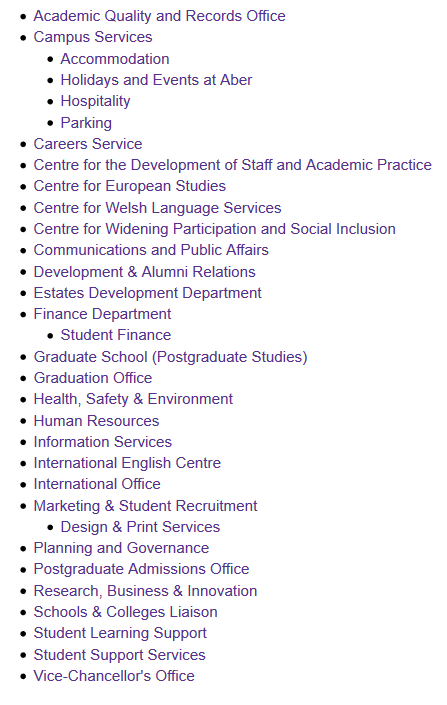 Academic Quality and Records Office
Campus Services
Accommodation
Holidays and Events at Aber
Hospitality
Parking
Careers Service
Centre for the Development of Staff and Academic Practice
Centre for European Studies
Centre for Welsh Language Services
Centre for Widening Participation and Social Inclusion
Communications and Public Affairs
Development & Alumni Relations
Estates Development Department
Finance Department
Student Finance
Graduate School (Postgraduate Studies)
Graduation Office
Health, Safety & Environment
Human Resources
Information Services
International English Centre
International Office
Marketing & Student Recruitment
Design & Print Services
Planning and Governance
Postgraduate Admissions Office
Research, Business & Innovation
Schools & Colleges Liaison
Student Learning Support
Student Support Services
Vice-Chancellor's Office